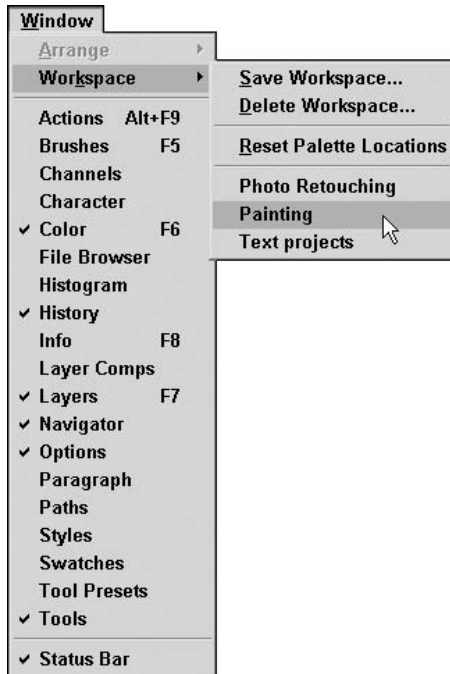 Window
Arrange
Workspace
Actions Alt+F9
Brushes F5
Channels
Character
Color F6
File Browser
Histogram
History
Info F8
Layer Comps
Layers F7
Navigator
Options
Paragraph
Paths
Styles
Swatches
Tool Presets
Tools
Status Bar
Save Workspace...
Delete Workspace...
Reset Palette Locations
Photo Retouching
Painting
Text projects